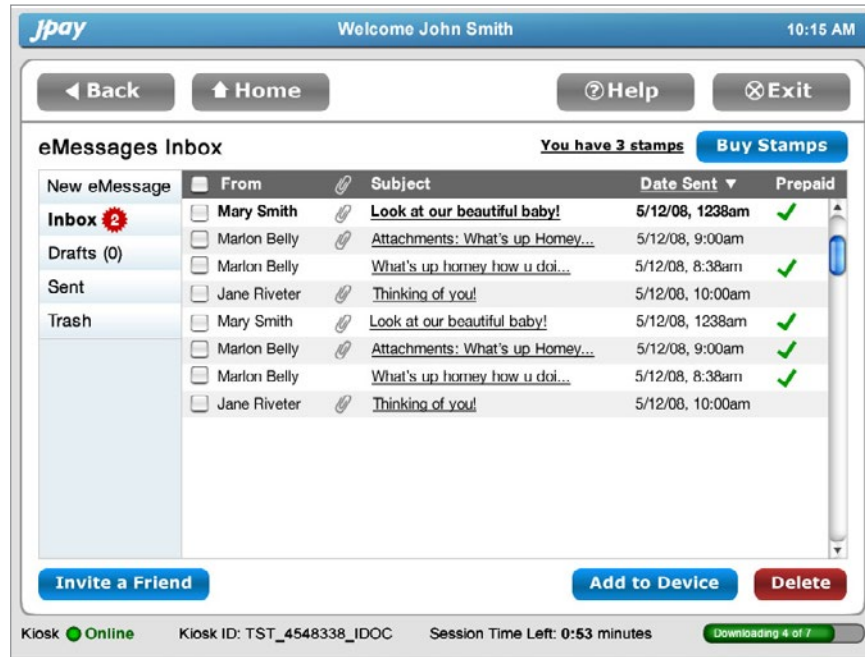 Jpay Welcome John Smith 10:15 AM
Back Home Help Exit
eMessages Inbox You have 3 stamps Buy Stamps
New eMessage
Inbox 2
Drafts (0)
Sent
Trash
From Subject Date Sent ▼ Prepaid
Mary Smith Look at our beautiful baby! 5/12/08, 1238am
Marlon Belly Attachments: What's up Homey... 5/12/08, 9:00am
Marlon Belly What's up homey how u doi... 5/12/08, 8:38am
Jane Riveter Thinking of you! 5/12/08, 10:00am
Mary Smith Look at our beautiful baby! 5/12/08, 1238am
Marlon Belly Attachments: What's up Homey... 5/12/08, 9:00am
Marlon Belly What's up homey how u doi... 5/12/08, 8:38am
Jane Riveter Thinking of you! 5/12/08, 10:00am
Invite a Friend Add to Device Delete
Kiosk Online Kiosk ID: TST_4548338_IDOC Session Time Left: 0:53 minutes Downloading 4 of 7